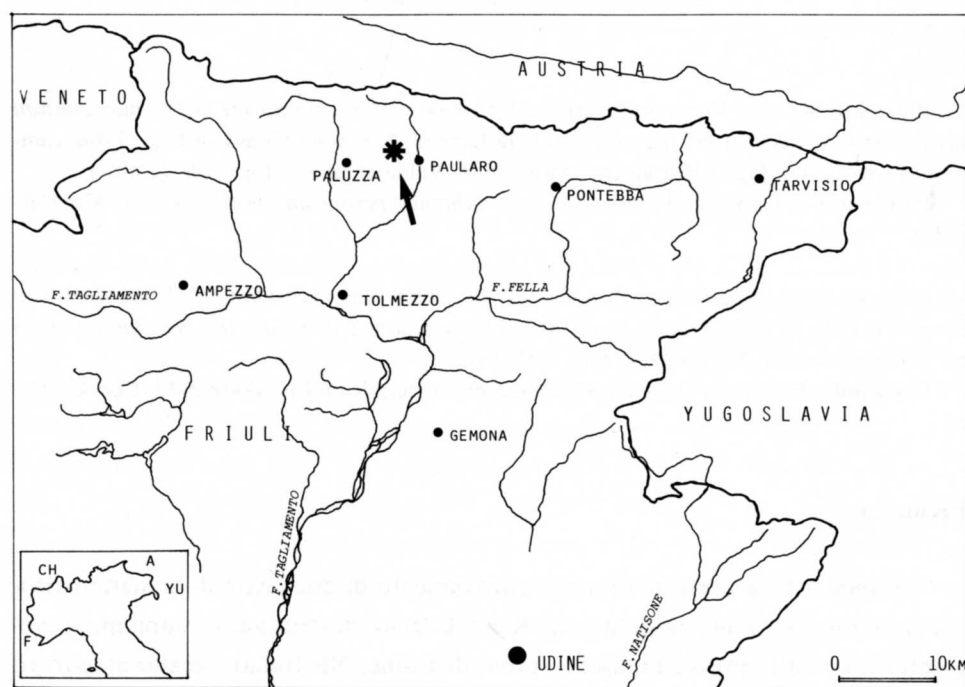 AUSTRIA
VENETO
PALUZZA
PAULARO
PONTEBBA
TARVISIO
F.TAGLIAMENTO
AMPEZZO
TOLMEZZO
F.FELLA
YUGOSLAVIA
FRIULI
GEMONA
F.TAGLIAMENTO
CH
A
YU
F
F.NATISONE
UDINE
0 10KM